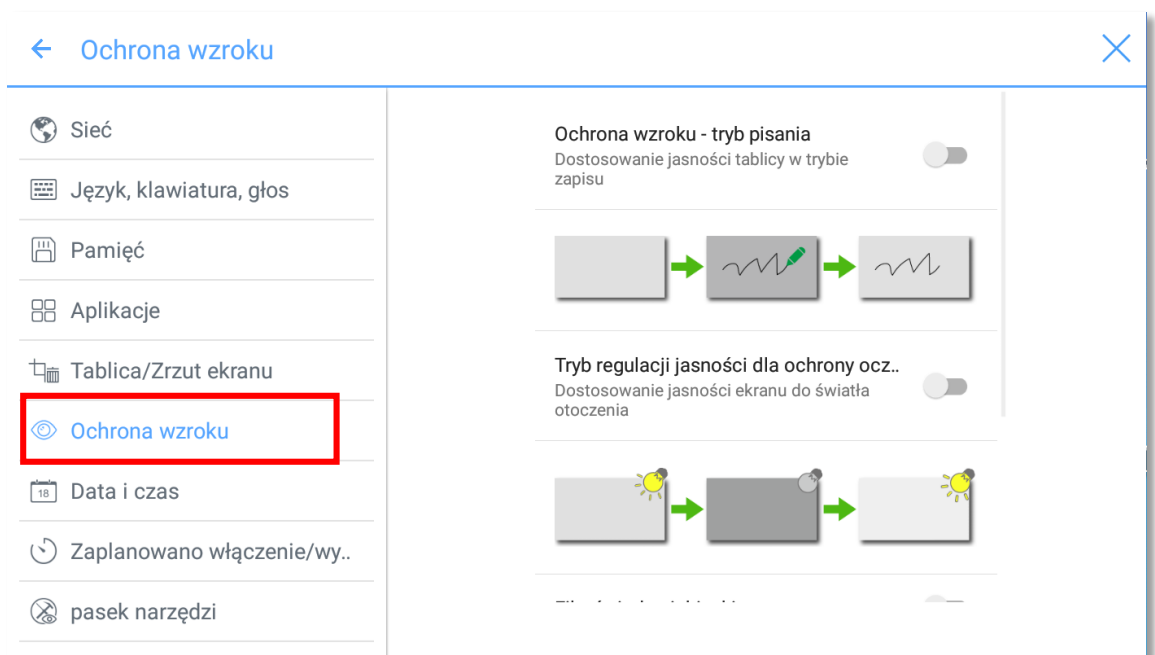 Ochrona wzroku
Sieć
Język, klawiatura, głos
Pamięć
Aplikacje
Tablica/Zrzut ekranu
Ochrona wzroku
18
Data i czas
Zaplanowano włączenie/wy..
pasek narzędzi
Ochrona wzroku - tryb pisania
Dostosowanie jasności tablicy w trybie
zapisu
Tryb regulacji jasności dla ochrony ocz..
Dostosowanie jasności ekranu do światła
otoczenia